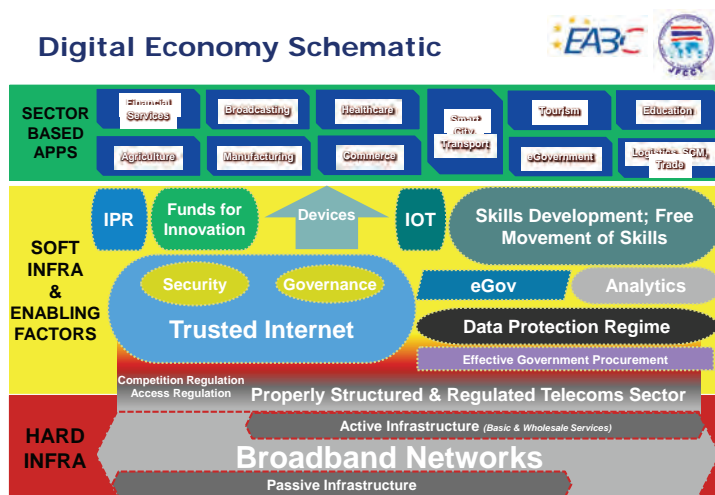 Digital Economy Schematic
EABC
JFCCT
SECTOR
BASED
APPS
Financial
Services
Broadcasting
Healthcare
Smart
City,
Transport
Tourism
Education
Agriculture
Manufacturing
Commerce
eGovernment
Logistics, SCM,
Trade
SOFT
INFRA
&
ENABLING
FACTORS
IPR
Funds for
Innovation
Devices
IOT
Skills Development; Free
Movement of Skills
Security
Governance
Trusted Internet
eGov
Analytics
Data Protection Regime
Effective Government Procurement
Competition Regulation
Access Regulation
Properly Structured & Regulated Telecoms Sector
HARD
INFRA
Active Infrastructure (Basic & Wholesale Services)
Broadband Networks
Passive Infrastructure